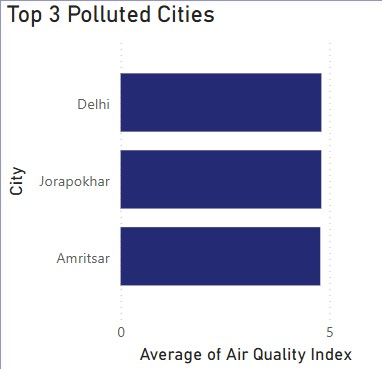 Top 3 Polluted Cities
City
Delhi
Jorapokhar
Amritsar
0 5
Average of Air Quality Index